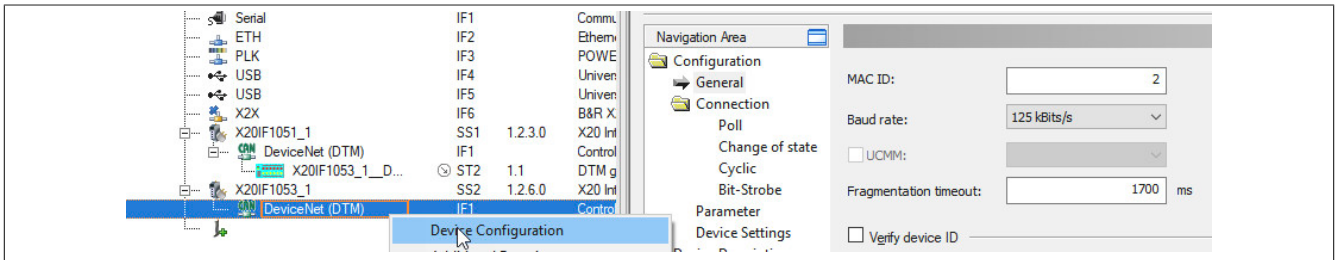 Serial IF1 Commu
ETH IF2 Ethern
PLK IF3 POWE
USB IF4 Univer
USB IF5 Univer
X2X IF6 B&R X
X20IF1051_1 SS1 1.2.3.0 X20 Int
DeviceNet (DTM) IF1 Control
X20IF1053_1__D... ST2 1.1 DTM g
X20IF1053_1 SS2 1.2.6.0 X20 Int
DeviceNet (DTM) IF1 Control
Device Configuration
Navigation Area
Configuration
General
Connection
Poll
Change of state
Cyclic
Bit-Strobe
Parameter
Device Settings
MAC ID: 2
Baud rate: 125 kBits/s
UCMM:
Fragmentation timeout: 1700 ms
Verify device ID